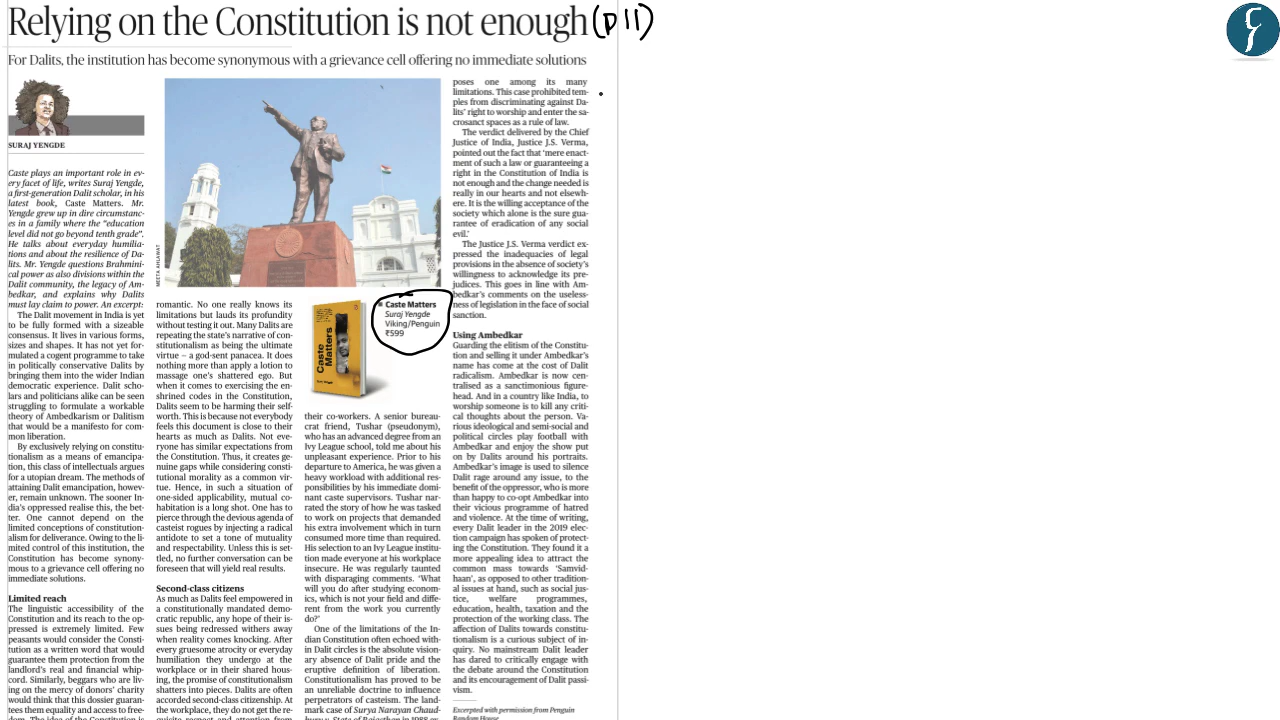 Relying on the Constitution is not enough (P11)
For Dalits, the institution has become synonymous with a grievance cell offering no immediate solutions
SURAJ YENGDE
Caste plays an important role in ev-
ery facet of life, writes Suraj Yengde,
a first-generation Dalit scholar, in his
latest book, Caste Matters. Mr.
Yengde grew up in dire circumstanc-
es in a family where the “education
level did not go beyond tenth grade”.
He talks about everyday humilia-
tions and about the resilience of Da-
lits. Mr. Yengde questions Brahmini-
cal power as also divisions within the
Dalit community, the legacy of Am-
bedkar, and explains why Dalits
must lay claim to power. An excerpt:
The Dalit movement in India is yet
to be fully formed with a sizeable
consensus. It lives in various forms,
sizes and shapes. It has not yet for-
mulated a cogent programme to take
in politically conservative Dalits by
bringing them into the wider Indian
democratic experience. Dalit scho-
lars and politicians alike can be seen
struggling to formulate a workable
theory of Ambedkarism or Dalitism
that would be a manifesto for com-
mon liberation.
By exclusively relying on constitu-
tionalism as a means of emancipa-
tion, this class of intellectuals argues
for a utopian dream. The methods of
attaining Dalit emancipation, howev-
er, remain unknown. The sooner In-
dia’s oppressed realise this, the bet-
ter. One cannot depend on the
limited conceptions of constitution-
alism for deliverance. Owing to the li-
mited control of this institution, the
Constitution has become synony-
mous to a grievance cell offering no
immediate solutions.
Limited reach
The linguistic accessibility of the
Constitution and its reach to the op-
pressed is extremely limited. Few
peasants would consider the Consti-
tution as a written word that would
guarantee them protection from the
landlord’s real and financial whip-
cord. Similarly, beggars who are liv-
ing on the mercy of donors’ charity
would think that this dossier guaran-
tees them equality and access to free-
dom. The idea of the Constitution is
MEETA AHLAWAT
romantic. No one really knows its
limitations but lauds its profundity
without testing it out. Many Dalits are
repeating the state’s narrative of con-
stitutionalism as being the ultimate
virtue – a god-sent panacea. It does
nothing more than apply a lotion to
massage one’s shattered ego. But
when it comes to exercising the en-
shrined codes in the Constitution,
Dalits seem to be harming their self-
worth. This is because not everybody
feels this document is close to their
hearts as much as Dalits. Not eve-
ryone has similar expectations from
the Constitution. Thus, it creates ge-
nuine gaps while considering consti-
tutional morality as a common vir-
tue. Hence, in such a situation of
one-sided applicability, mutual co-
habitation is a long shot. One has to
pierce through the devious agenda of
casteist rogues by injecting a radical
antidote to set a tone of mutuality
and respectability. Unless this is set-
tled, no further conversation can be
foreseen that will yield real results.
Second-class citizens
As much as Dalits feel empowered in
a constitutionally mandated demo-
cratic republic, any hope of their is-
sues being redressed withers away
when reality comes knocking. After
every gruesome atrocity or everyday
humiliation they undergo at the
workplace or in their shared hous-
ing, the promise of constitutionalism
shatters into pieces. Dalits are often
accorded second-class citizenship. At
the workplace, they do not get the re-
quisite respect and attention from
Caste
Matters
Caste Matters
Suraj Yengde
Viking/Penguin
₹599
their co-workers. A senior bureau-
crat friend, Tushar (pseudonym),
who has an advanced degree from an
Ivy League school, told me about his
unpleasant experience. Prior to his
departure to America, he was given a
heavy workload with additional res-
ponsibilities by his immediate domi-
nant caste supervisors. Tushar nar-
rated the story of how he was tasked
to work on projects that demanded
his extra involvement which in turn
consumed more time than required.
His selection to an Ivy League institu-
tion made everyone at his workplace
insecure. He was regularly taunted
with disparaging comments. ‘What
will you do after studying econom-
ics, which is not your field and diffe-
rent from the work you currently
do?’
One of the limitations of the In-
dian Constitution often echoed with-
in Dalit circles is the absolute vision-
ary absence of Dalit pride and the
eruptive definition of liberation.
Constitutionalism has proved to be
an unreliable doctrine to influence
perpetrators of casteism. The land-
mark case of Surya Narayan Chaud-
hury v. State of Rajasthan in 1988 ex-
poses one among its many
limitations. This case prohibited tem-
ples from discriminating against Da-
lits’ right to worship and enter the sa-
crosanct spaces as a rule of law.
The verdict delivered by the Chief
Justice of India, Justice J.S. Verma,
pointed out the fact that ‘mere enact-
ment of such a law or guaranteeing a
right in the Constitution of India is
not enough and the change needed is
really in our hearts and not elsewh-
ere. It is the willing acceptance of the
society which alone is the sure gua-
rantee of eradication of any social
evil.’
The Justice J.S. Verma verdict ex-
pressed the inadequacies of legal
provisions in the absence of society’s
willingness to acknowledge its pre-
judices. This goes in line with Am-
bedkar’s comments on the useless-
ness of legislation in the face of social
sanction.
Using Ambedkar
Guarding the elitism of the Constitu-
tion and selling it under Ambedkar’s
name has come at the cost of Dalit
radicalism. Ambedkar is now cen-
tralised as a sanctimonious figure-
head. And in a country like India, to
worship someone is to kill any criti-
cal thoughts about the person. Va-
rious ideological and semi-social and
political circles play football with
Ambedkar and enjoy the show put
on by Dalits around his portraits.
Ambedkar’s image is used to silence
Dalit rage around any issue, to the
benefit of the oppressor, who is more
than happy to co-opt Ambedkar into
their vicious programme of hatred
and violence. At the time of writing,
every Dalit leader in the 2019 elec-
tion campaign has spoken of protect-
ing the Constitution. They found it a
more appealing idea to attract the
common mass towards ‘Samvid-
haan’, as opposed to other tradition-
al issues at hand, such as social jus-
tice, welfare programmes,
education, health, taxation and the
protection of the working class. The
affection of Dalits towards constitu-
tionalism is a curious subject of in-
quiry. No mainstream Dalit leader
has dared to critically engage with
the debate around the Constitution
and its encouragement of Dalit passi-
vism.
Excerpted with permission from Penguin
Random House